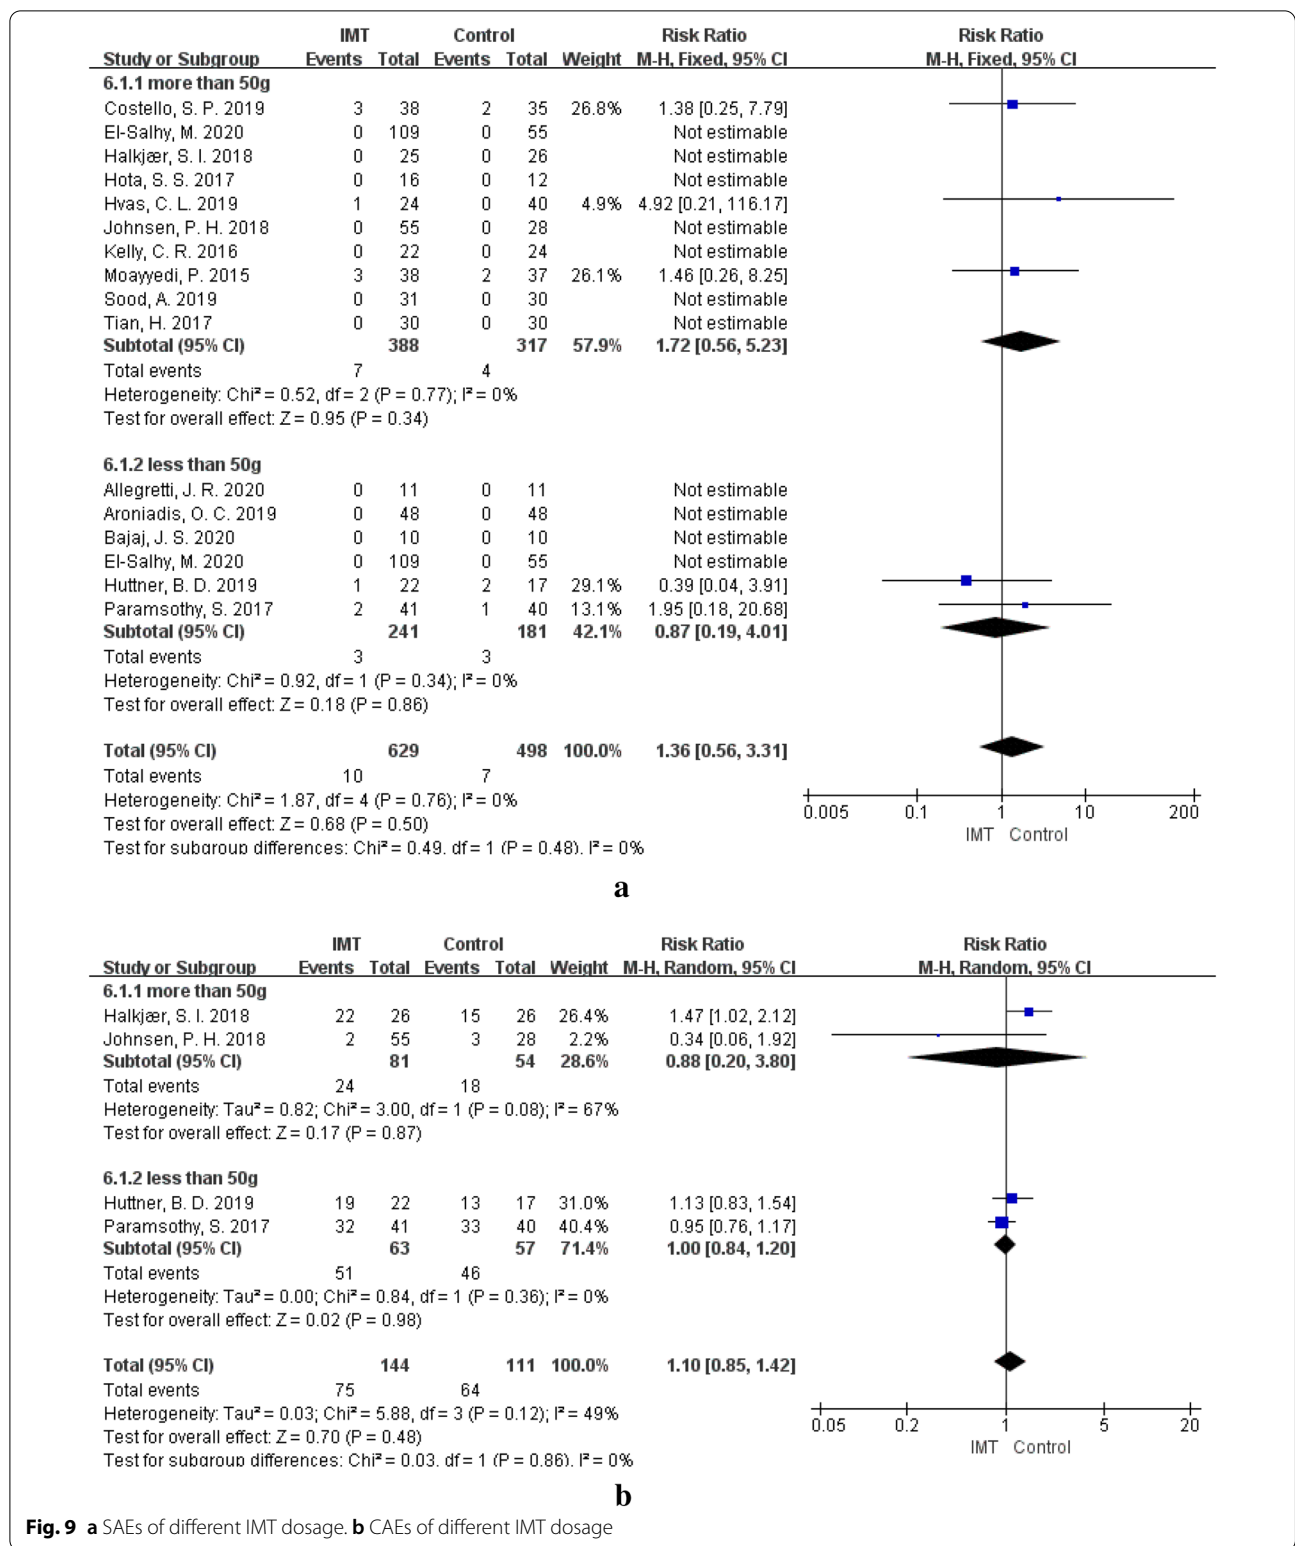 IMT Control Risk Ratio Risk Ratio
Study or Subgroup Events Total Events Total Weight M-H, Fixed, 95% CI M-H, Fixed, 95% CI
6.1.1 more than 50g
Costello, S. P. 2019 3 38 2 35 26.8% 1.38 [0.25, 7.79]
El-Salhy, M. 2020 0 109 0 55 Not estimable
Halkjær, S. I. 2018 0 25 0 26 Not estimable
Hota, S. S. 2017 0 16 0 12 Not estimable
Hvas, C. L. 2019 1 24 0 40 4.9% 4.92 [0.21, 116.17]
Johnsen, P. H. 2018 0 55 0 28 Not estimable
Kelly, C. R. 2016 0 22 0 24 Not estimable
Moayyedi, P. 2015 3 38 2 37 26.1% 1.46 [0.26, 8.25]
Sood, A. 2019 0 31 0 30 Not estimable
Tian, H. 2017 0 30 0 30 Not estimable
Subtotal (95% CI) 388 317 57.9% 1.72 [0.56, 5.23]
Total events 7 4
Heterogeneity: Chi² = 0.52, df = 2 (P = 0.77); I² = 0%
Test for overall effect: Z = 0.95 (P = 0.34)
6.1.2 less than 50g
Allegretti, J. R. 2020 0 11 0 11 Not estimable
Aroniadis, O. C. 2019 0 48 0 48 Not estimable
Bajaj, J. S. 2020 0 10 0 10 Not estimable
El-Salhy, M. 2020 0 109 0 55 Not estimable
Huttner, B. D. 2019 1 22 2 17 29.1% 0.39 [0.04, 3.91]
Paramsothy, S. 2017 2 41 1 40 13.1% 1.95 [0.18, 20.68]
Subtotal (95% CI) 241 181 42.1% 0.87 [0.19, 4.01]
Total events 3 3
Heterogeneity: Chi² = 0.92, df = 1 (P = 0.34); I² = 0%
Test for overall effect: Z = 0.18 (P = 0.86)
Total (95% CI) 629 498 100.0% 1.36 [0.56, 3.31]
Total events 10 7
Heterogeneity: Chi² = 1.87, df = 4 (P = 0.76); I² = 0%
0.005 0.1 1 10 200
Test for overall effect: Z = 0.68 (P = 0.50)
IMT Control
Test for subgroup differences: Chi² = 0.49, df = 1 (P = 0.48), I² = 0%
a
IMT Control Risk Ratio Risk Ratio
Study or Subgroup Events Total Events Total Weight M-H, Random, 95% CI M-H, Random, 95% CI
6.1.1 more than 50g
Halkjær, S. I. 2018 22 26 15 26 26.4% 1.47 [1.02, 2.12]
Johnsen, P. H. 2018 2 55 3 28 2.2% 0.34 [0.06, 1.92]
Subtotal (95% CI) 81 54 28.6% 0.88 [0.20, 3.80]
Total events 24 18
Heterogeneity: Tau² = 0.82; Chi² = 3.00, df = 1 (P = 0.08); I² = 67%
Test for overall effect: Z = 0.17 (P = 0.87)
6.1.2 less than 50g
Huttner, B. D. 2019 19 22 13 17 31.0% 1.13 [0.83, 1.54]
Paramsothy, S. 2017 32 41 33 40 40.4% 0.95 [0.76, 1.17]
Subtotal (95% CI) 63 57 71.4% 1.00 [0.84, 1.20]
Total events 51 46
Heterogeneity: Tau² = 0.00; Chi² = 0.84, df = 1 (P = 0.36); I² = 0%
Test for overall effect: Z = 0.02 (P = 0.98)
Total (95% CI) 144 111 100.0% 1.10 [0.85, 1.42]
Total events 75 64
Heterogeneity: Tau² = 0.03; Chi² = 5.88, df = 3 (P = 0.12); I² = 49%
0.05 0.2 1 5 20
Test for overall effect: Z = 0.70 (P = 0.48)
IMT Control
Test for subgroup differences: Chi² = 0.03, df = 1 (P = 0.86), I² = 0%
b
Fig. 9 a SAEs of different IMT dosage. b CAEs of different IMT dosage